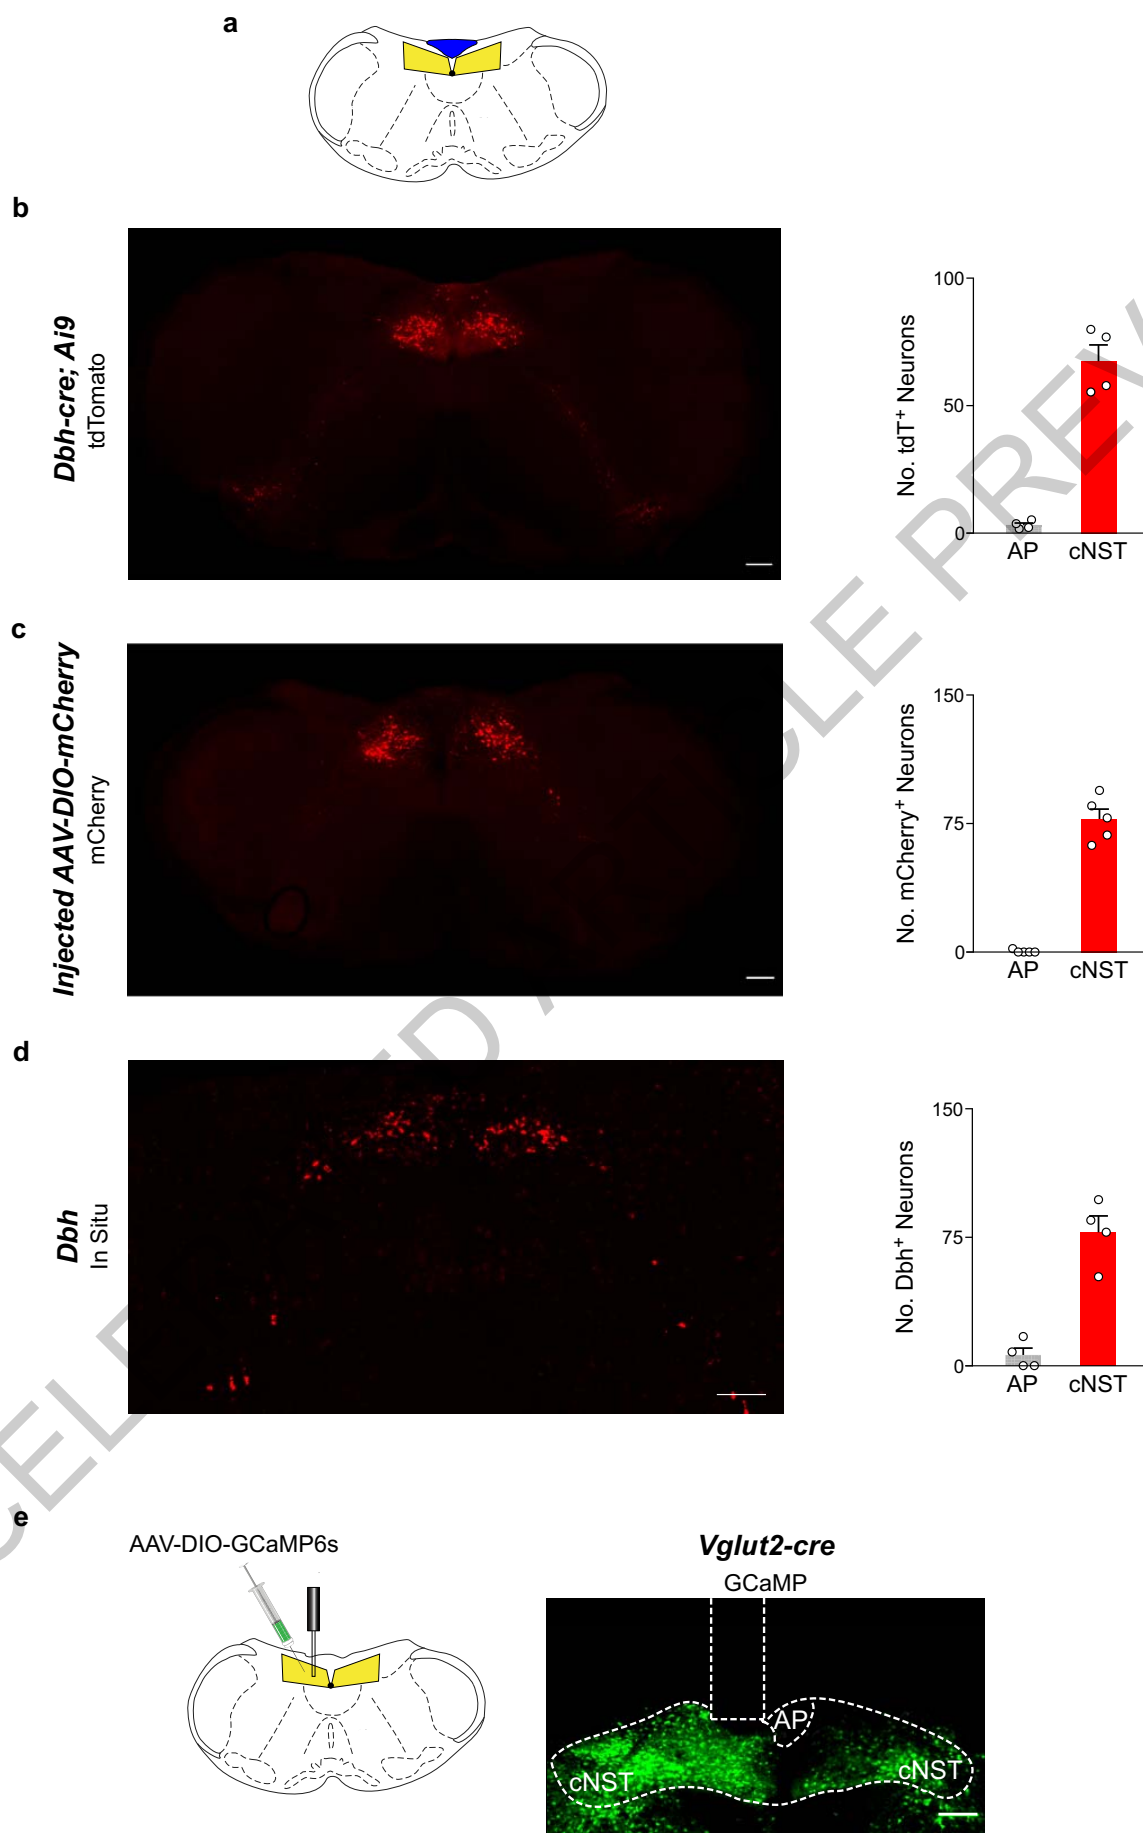 a
b
Dbh-cre; Ai9
tdTomato
No. tdT+ Neurons
100
50
0
AP cNST
c
Injected AAV-DIO-mCherry
mCherry
No. mCherry+ Neurons
150
75
0
AP cNST
d
Dbh
In Situ
No. Dbh+ Neurons
150
75
0
AP cNST
e
AAV-DIO-GCaMP6s
Vglut2-cre
GCaMP
AP
cNST cNST